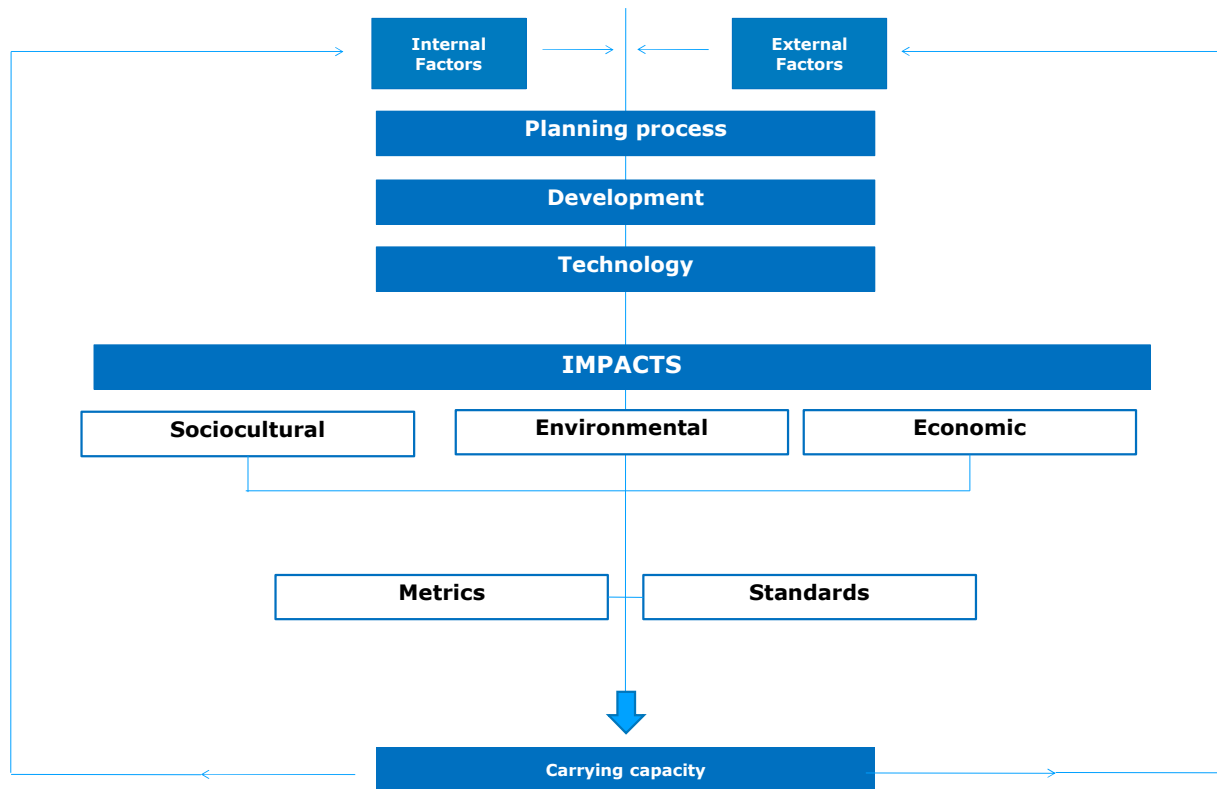 Internal
Factors
External
Factors
Planning process
Development
Technology
IMPACTS
Sociocultural
Environmental
Economic
Metrics
Standards
Carrying capacity